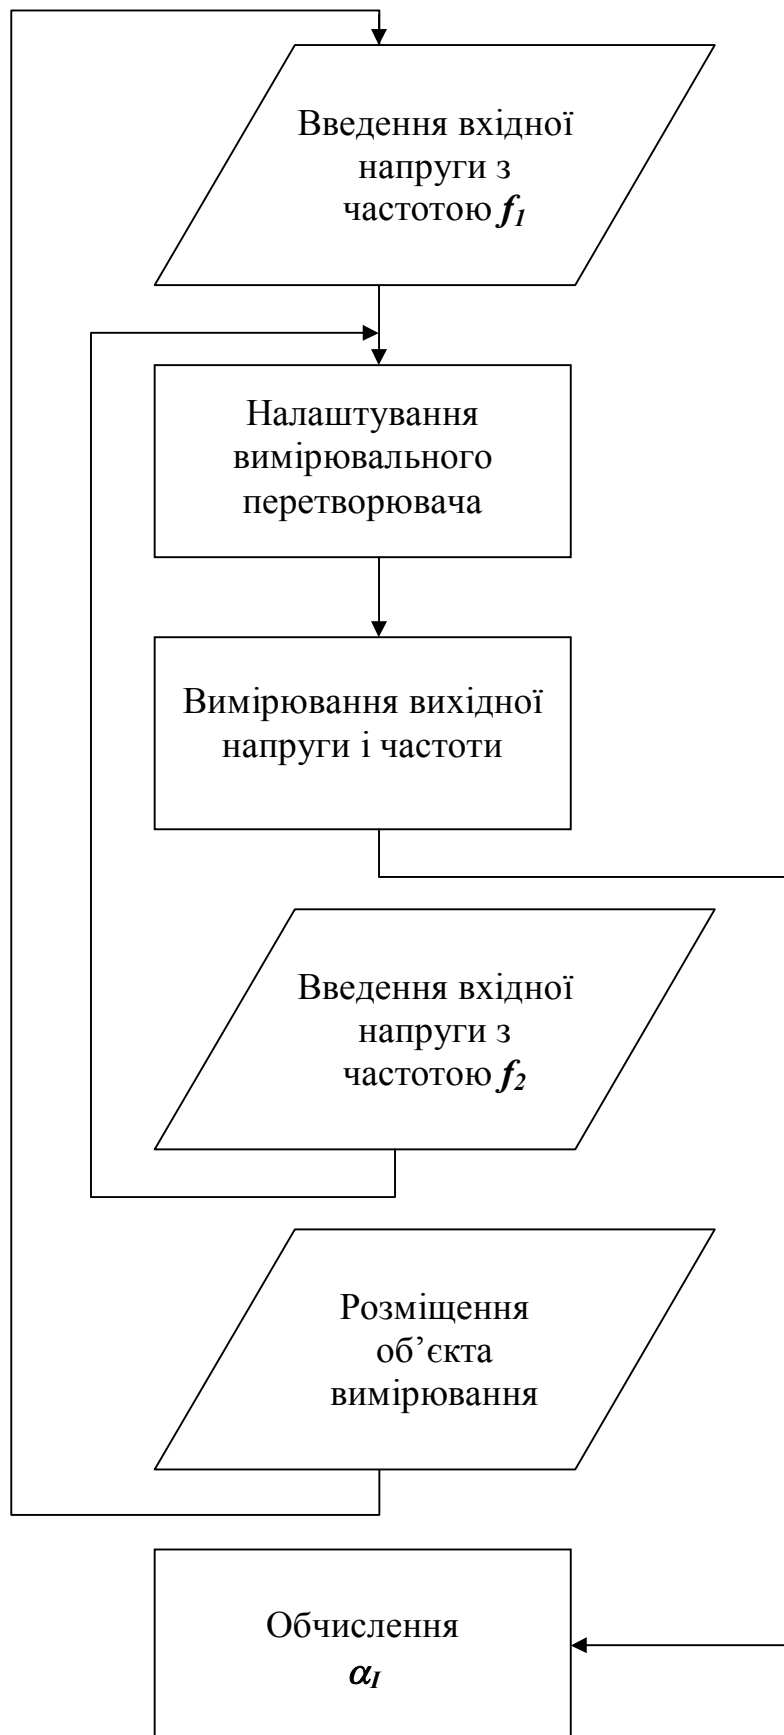 Введення вхідної
напруги з
частотою f1
Налаштування
вимірювального
перетворювача
Вимірювання вихідної
напруги і частоти
Введення вхідної
напруги з
частотою f2
Розміщення
об’єкта
вимірювання
Обчислення
αI